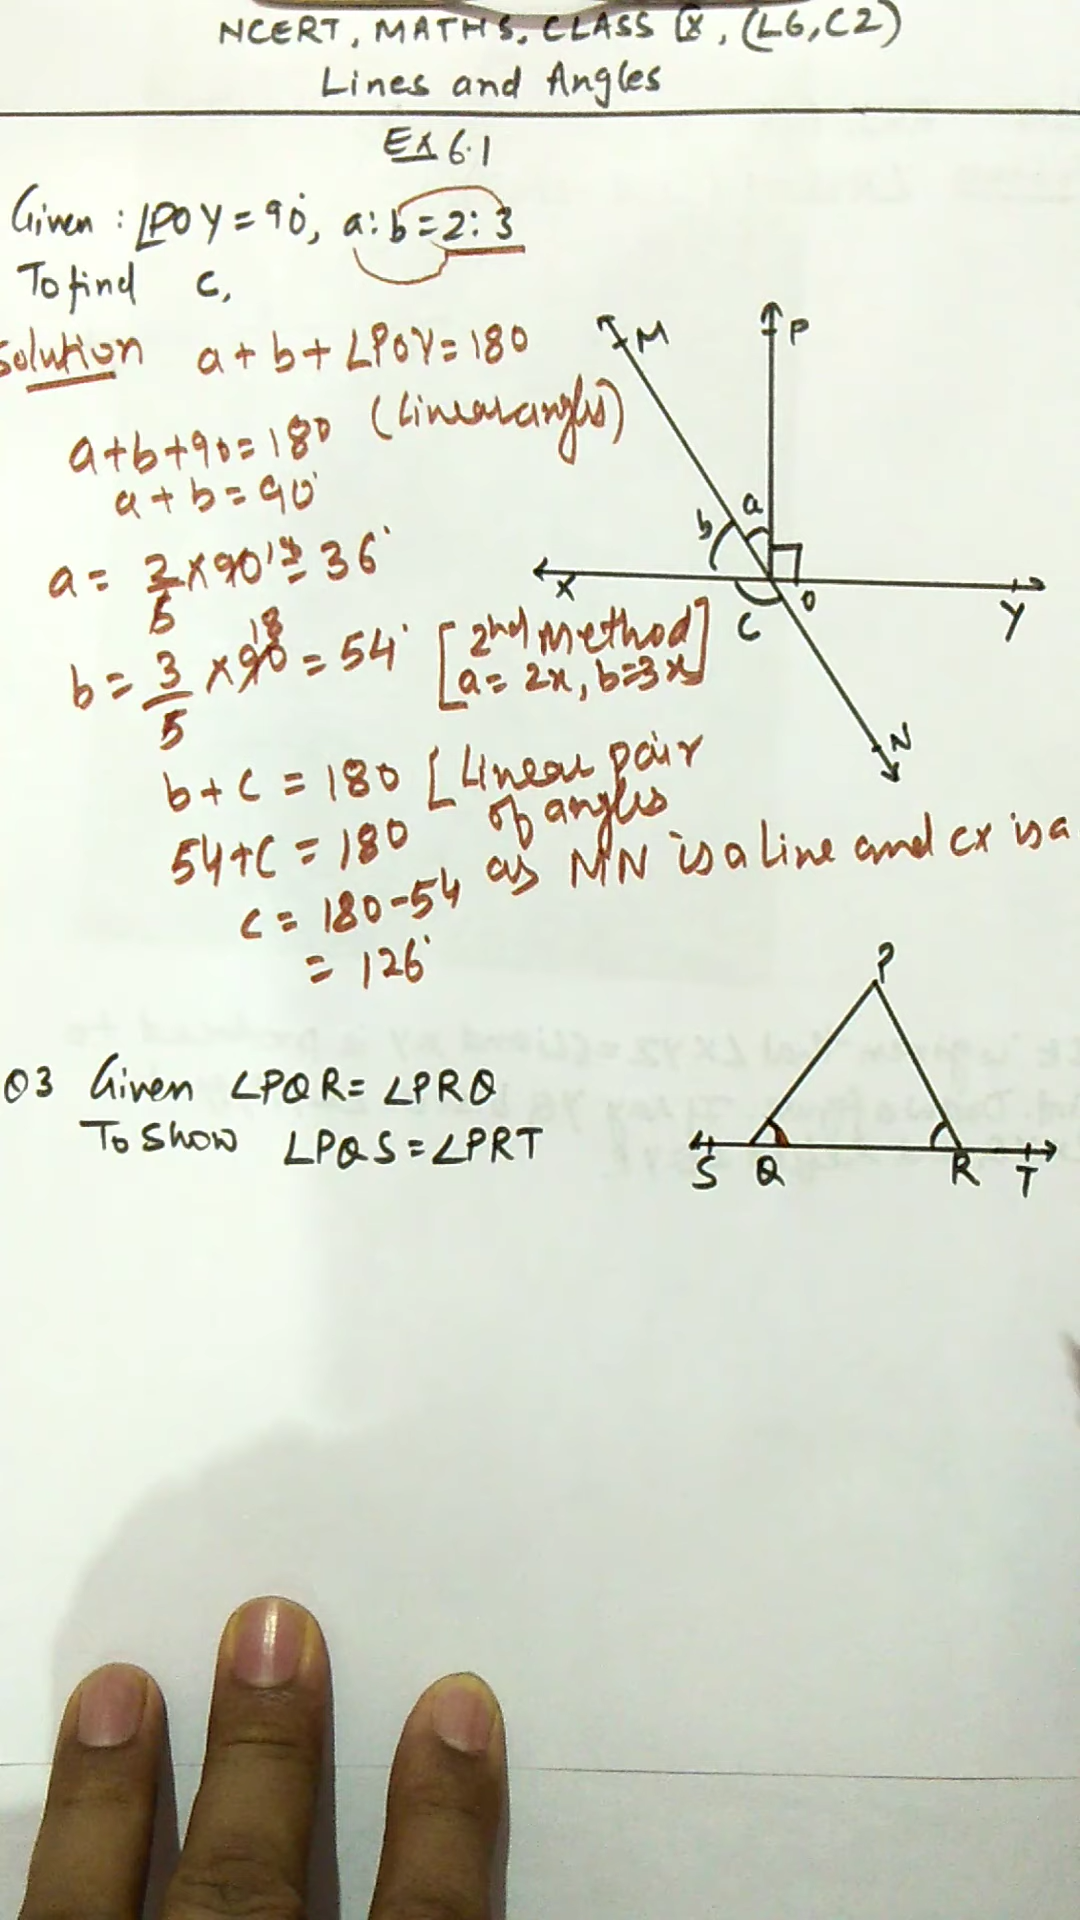 NCERT, MATHS, CLASS IX, (L6, C2)
Lines and Angles
EX 6.1
Given : ∠POY = 90°, a:b = 2:3
To find c,
Solution a + b + ∠POY = 180
(Linear angles)
a+b+90=180
a + b = 90°
a = 2/5 × 90 18 = 36°
b = 3/5 × 90 18 = 54° [2nd Method
a = 2x, b=3x]
b + c = 180 [Linear pair
of angles
54+c = 180
as MN is a line and cx is a
c = 180-54
= 126°
M
P
b
a
X
c
O
Y
N
Q3 Given ∠PQR = ∠PRQ
To Show ∠PQS = ∠PRT
P
S Q R T